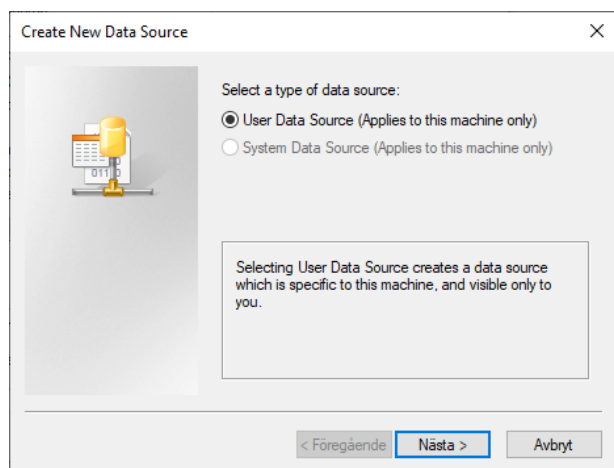 Create New Data Source
Select a type of data source:
User Data Source (Applies to this machine only)
System Data Source (Applies to this machine only)
Selecting User Data Source creates a data source
which is specific to this machine, and visible only to
you.
< Föregående
Nästa >
Avbryt